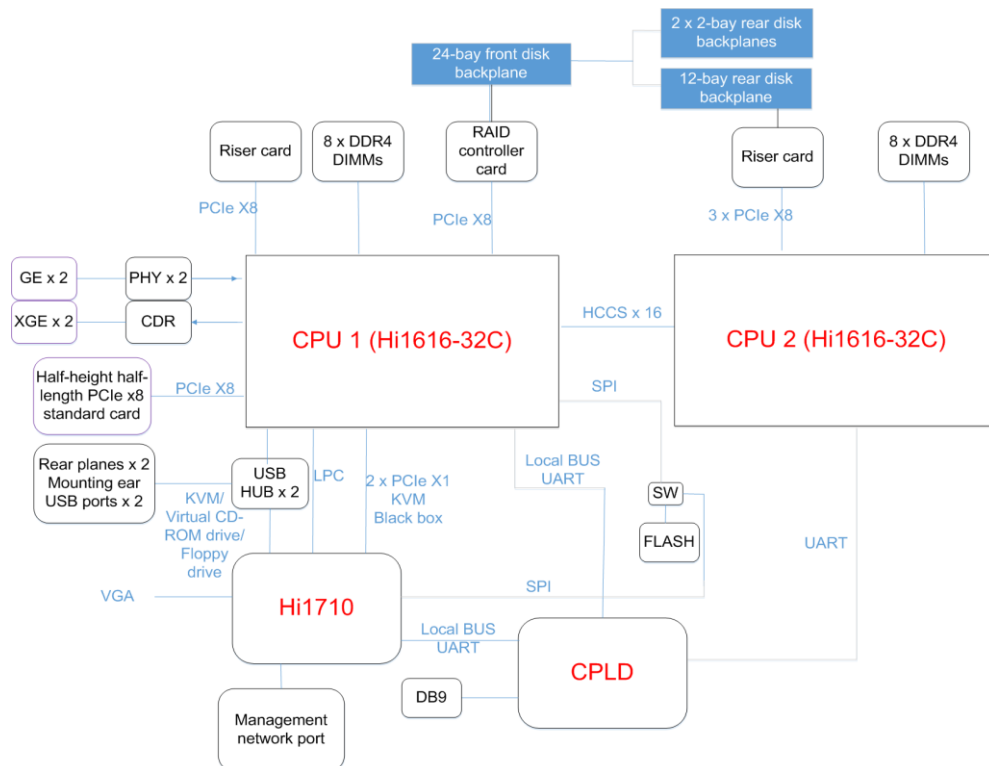 2 x 2-bay rear disk
backplanes
24-bay front disk
backplane
12-bay rear disk
backplane
Riser card
8 x DDR4
DIMMs
RAID
controller
card
Riser card
8 x DDR4
DIMMs
PCIe X8
PCIe X8
3 x PCIe X8
GE x 2
PHY x 2
XGE x 2
CDR
CPU 1 (Hi1616-32C)
HCCS x 16
CPU 2 (Hi1616-32C)
Half-height half-
length PCIe x8
standard card
PCIe X8
SPI
Rear planes x 2
Mounting ear
USB ports x 2
USB
HUB x 2
LPC
2 x PCIe X1
KVM
Black box
Local BUS
UART
SW
FLASH
UART
KVM/
Virtual CD-
ROM drive/
Floppy
drive
VGA
Hi1710
SPI
Local BUS
UART
CPLD
DB9
Management
network port